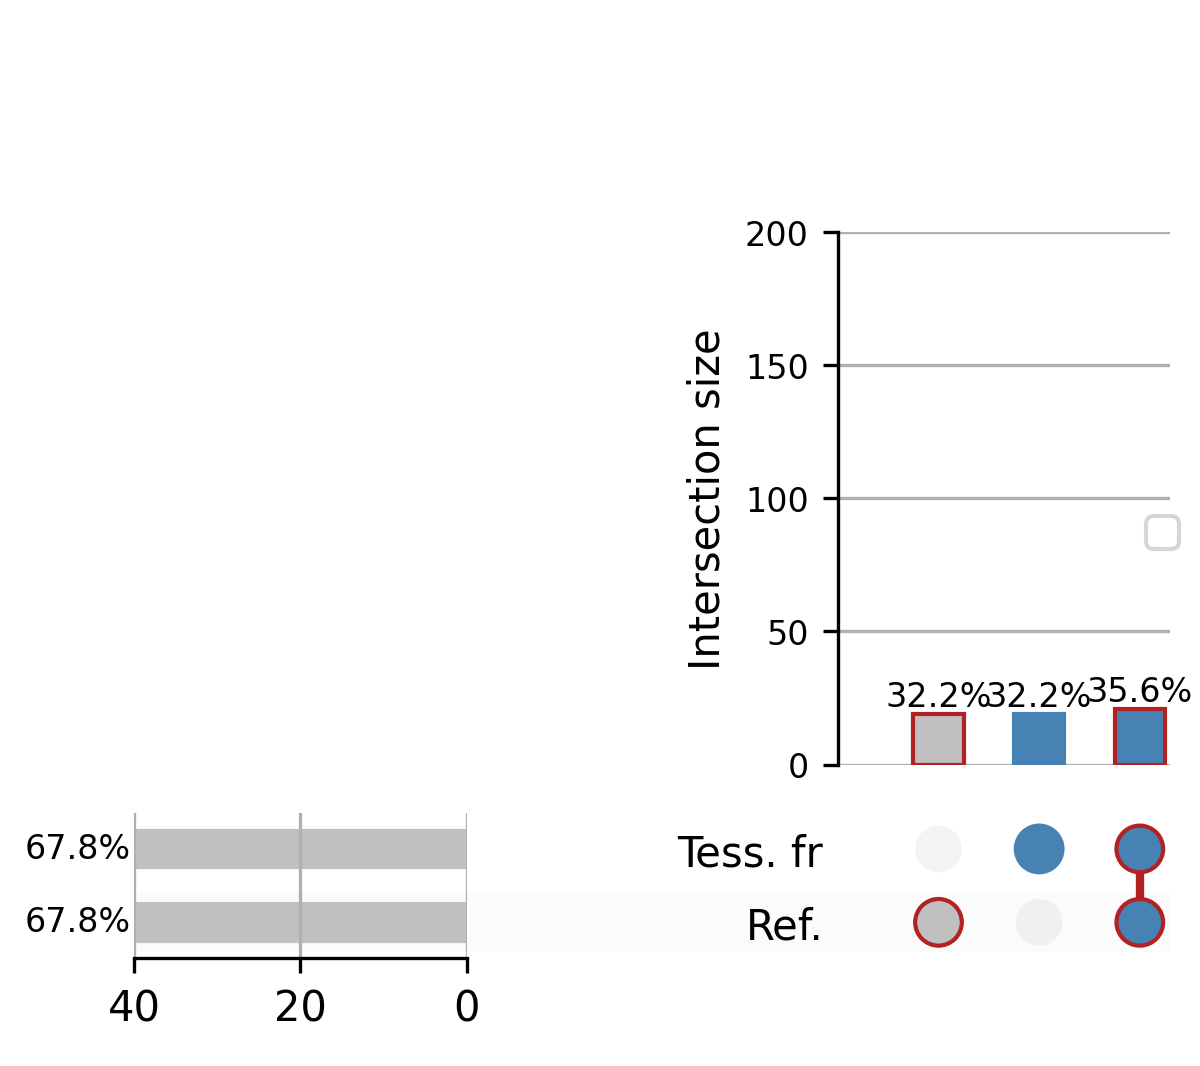 200
150
100
50
0
Intersection size
32.2%
32.2%
35.6%
67.8%
67.8%
Tess. fr
Ref.
40 20 0